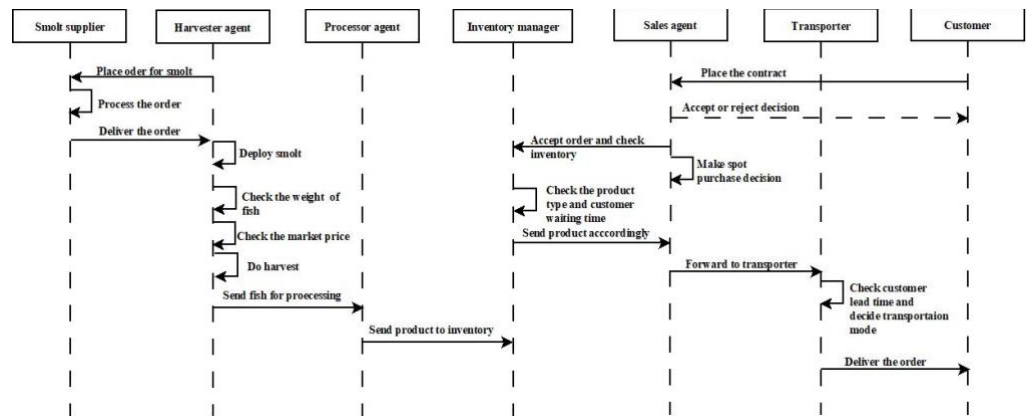 Smolt supplier
Harvester agent
Processor agent
Inventory manager
Sales agent
Transporter
Customer
Place oder for smolt
Place the contract
Process the order
Accept or reject decision
Deliver the order
Accept order and check
inventory
Deploy smolt
Make spot
purchase decision
Check the weight of
fish
Check the product
type and customer
waiting time
Check the market price
Send product acccordingly
Do harvest
Forward to transporter
Check customer
lead time and
decide transportaion
mode
Send fish for proecessing
Send product to inventory
Deliver the order